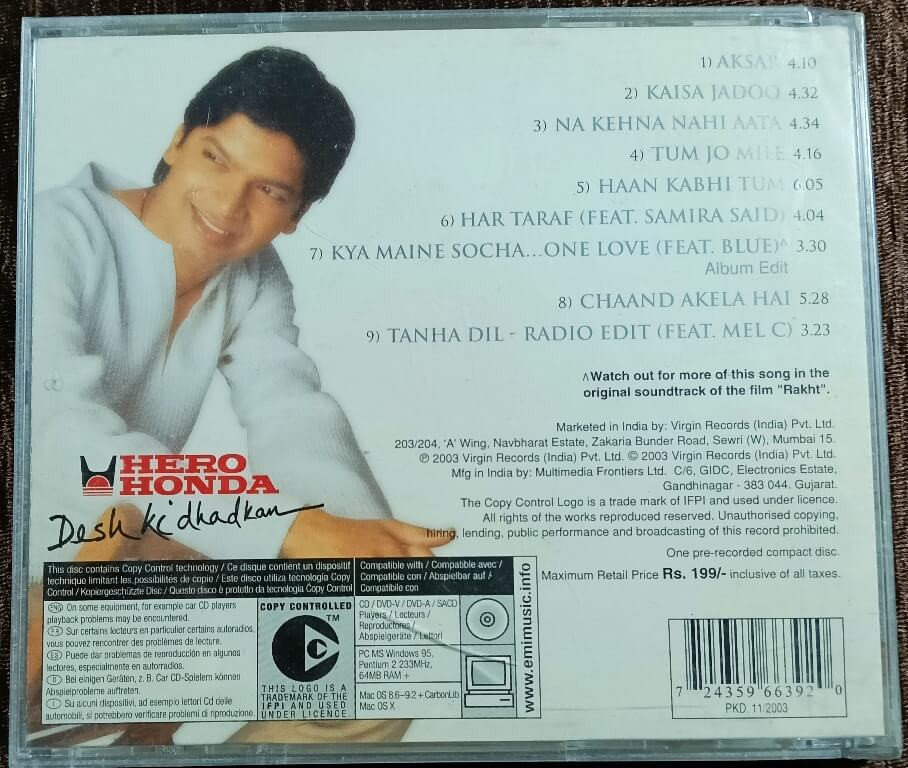 1) AKSAR 4.10
2) KAISA JADOO 4.32
3) NA KEHNA NAHI AATA 4.34
4) TUM JO MILE 4.16
5) HAAN KABHI TUM 6.05
6) HAR TARAF (FEAT. SAMIRA SAID) 4.04
7) KYA MAINE SOCHA...ONE LOVE (FEAT. BLUE)^ 3.30
Album Edit
8) CHAAND AKELA HAI 5.28
9) TANHA DIL - RADIO EDIT (FEAT. MEL C) 3.23
^Watch out for more of this song in the
original soundtrack of the film "Rakht".
Marketed in India by: Virgin Records (India) Pvt. Ltd.
203/204, 'A' Wing, Navbharat Estate, Zakaria Bunder Road, Sewri (W), Mumbai 15.
℗ 2003 Virgin Records (India) Pvt. Ltd. © 2003 Virgin Records (India) Pvt. Ltd.
Mfg in India by: Multimedia Frontiers Ltd. C/6, GIDC, Electronics Estate,
Gandhinagar - 383 044. Gujarat.
The Copy Control Logo is a trade mark of IFPI and used under licence.
All rights of the works reproduced reserved. Unauthorised copying,
hiring, lending, public performance and broadcasting of this record prohibited.
One pre-recorded compact disc.
Maximum Retail Price Rs. 199/- inclusive of all taxes.
HERO
HONDA
Desh ki dhadkan
This disc contains Copy Control technology / Ce disque contient un dispositif
technique limitant les possibilités de copie / Este disco utiliza tecnología Copy
Control / Kopiergeschützte Disc / Questo disco è protetto da tecnologia Copy Control
ENG On some equipment, for example car CD players
playback problems may be encountered.
FR Sur certains lecteurs en particulier certains autoradios,
vous pouvez rencontrer des problèmes de lecture.
ES Puede dar problemas de reproducción en algunos
lectores, especialmente en autorradios.
D Bei einigen Geräten, z. B. Car CD-Spielern können
Abspielprobleme auftreten.
I Su alcuni dispositivi, ad esempio lettori Cd delle
automobili, si potrebbero verificare problemi di riproduzione.
COPY CONTROLLED
TM
THIS LOGO IS A
TRADEMARK OF THE
IFPI AND USED
UNDER LICENCE
Compatible with / Compatible avec /
Compatible con / Abspielbar auf /
Compatibile con
CD / DVD-V / DVD-A / SACD
Players / Lecteurs /
Reproductores /
Abspielgeräte / Lettori
PC MS Windows 95,
Pentium 2 233MHz,
64MB RAM +
Mac OS 8.6–9.2 + CarbonLib
Mac OS X
www.emimusic.info
7 24359 66392 0
PKD. 11/2003